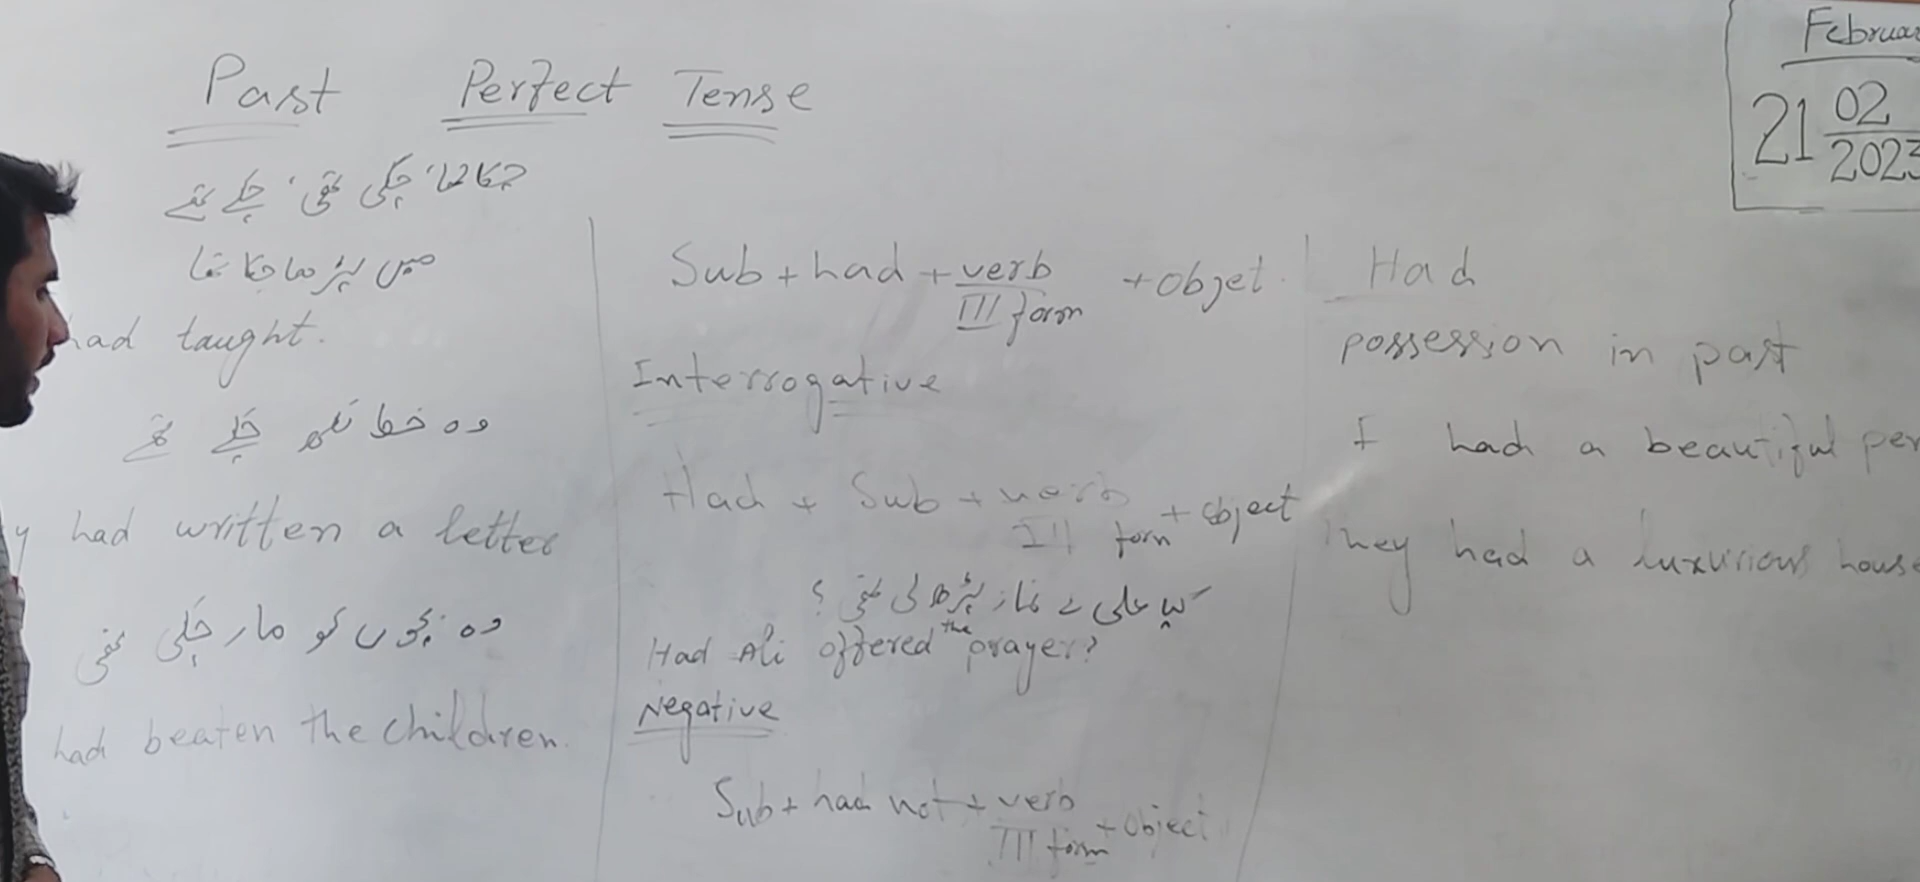 Februar
21 02
2023
Past Perfect Tense
چکا تھا، چکی تھی، چکے تھے
میں پڑھا چکا تھا
had taught.
وہ خط لکھ چکے تھے
y had written a letter
وہ بچوں کو مار چکی تھی
had beaten the children.
Sub + had + verb + objet.
III form
Interrogative
Had + Sub + verb + object
III form
کیا علی نے نماز پڑھ لی تھی ؟
Had Ali offered the prayer?
Negative
Sub + had not + verb + object
III form
Had
possession in past
I had a beautiful pen
They had a luxurious house